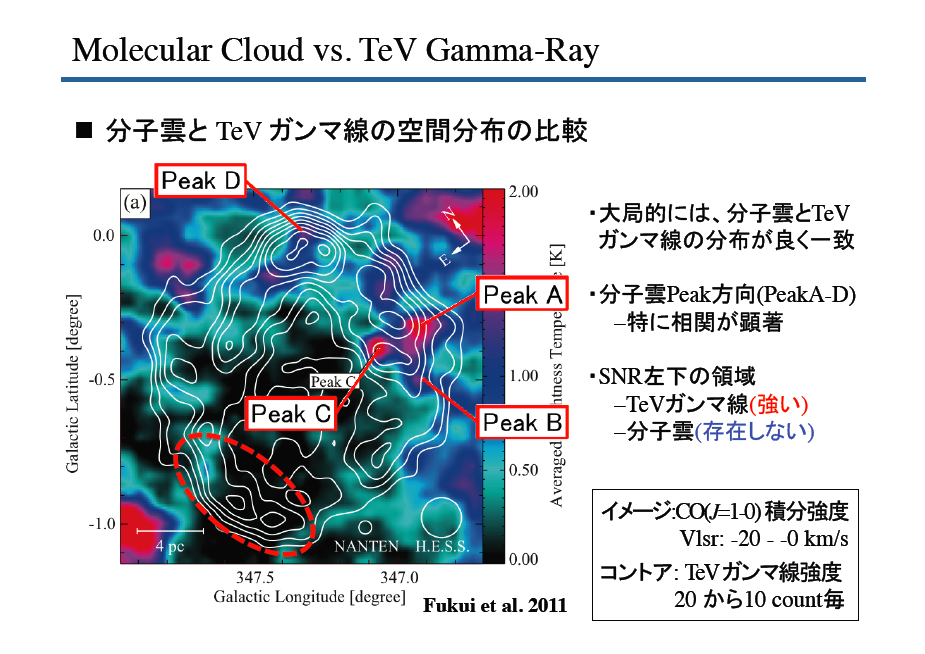 Molecular Cloud vs. TeV Gamma-Ray
■ 分子雲と TeV ガンマ線の空間分布の比較
Peak D
(a)
N
E
2.00
1.00
0.50
0.00
Averaged
[K]
Peak A
Peak B
Peak C
Peak C
0.0
-0.5
-1.0
Galactic Latitude [degree]
4 pc
NANTEN
H.E.S.S.
347.5
347.0
Galactic Longitude [degree]
Fukui et al. 2011
・大局的には、分子雲とTeV
ガンマ線の分布が良く一致
・分子雲Peak方向(PeakA-D)
–特に相関が顕著
・SNR左下の領域
–TeVガンマ線(強い)
–分子雲(存在しない)
イメージ:CO(J=1-0) 積分強度
Vlsr: -20 - -0 km/s
コントア: TeVガンマ線強度
20 から10 count毎